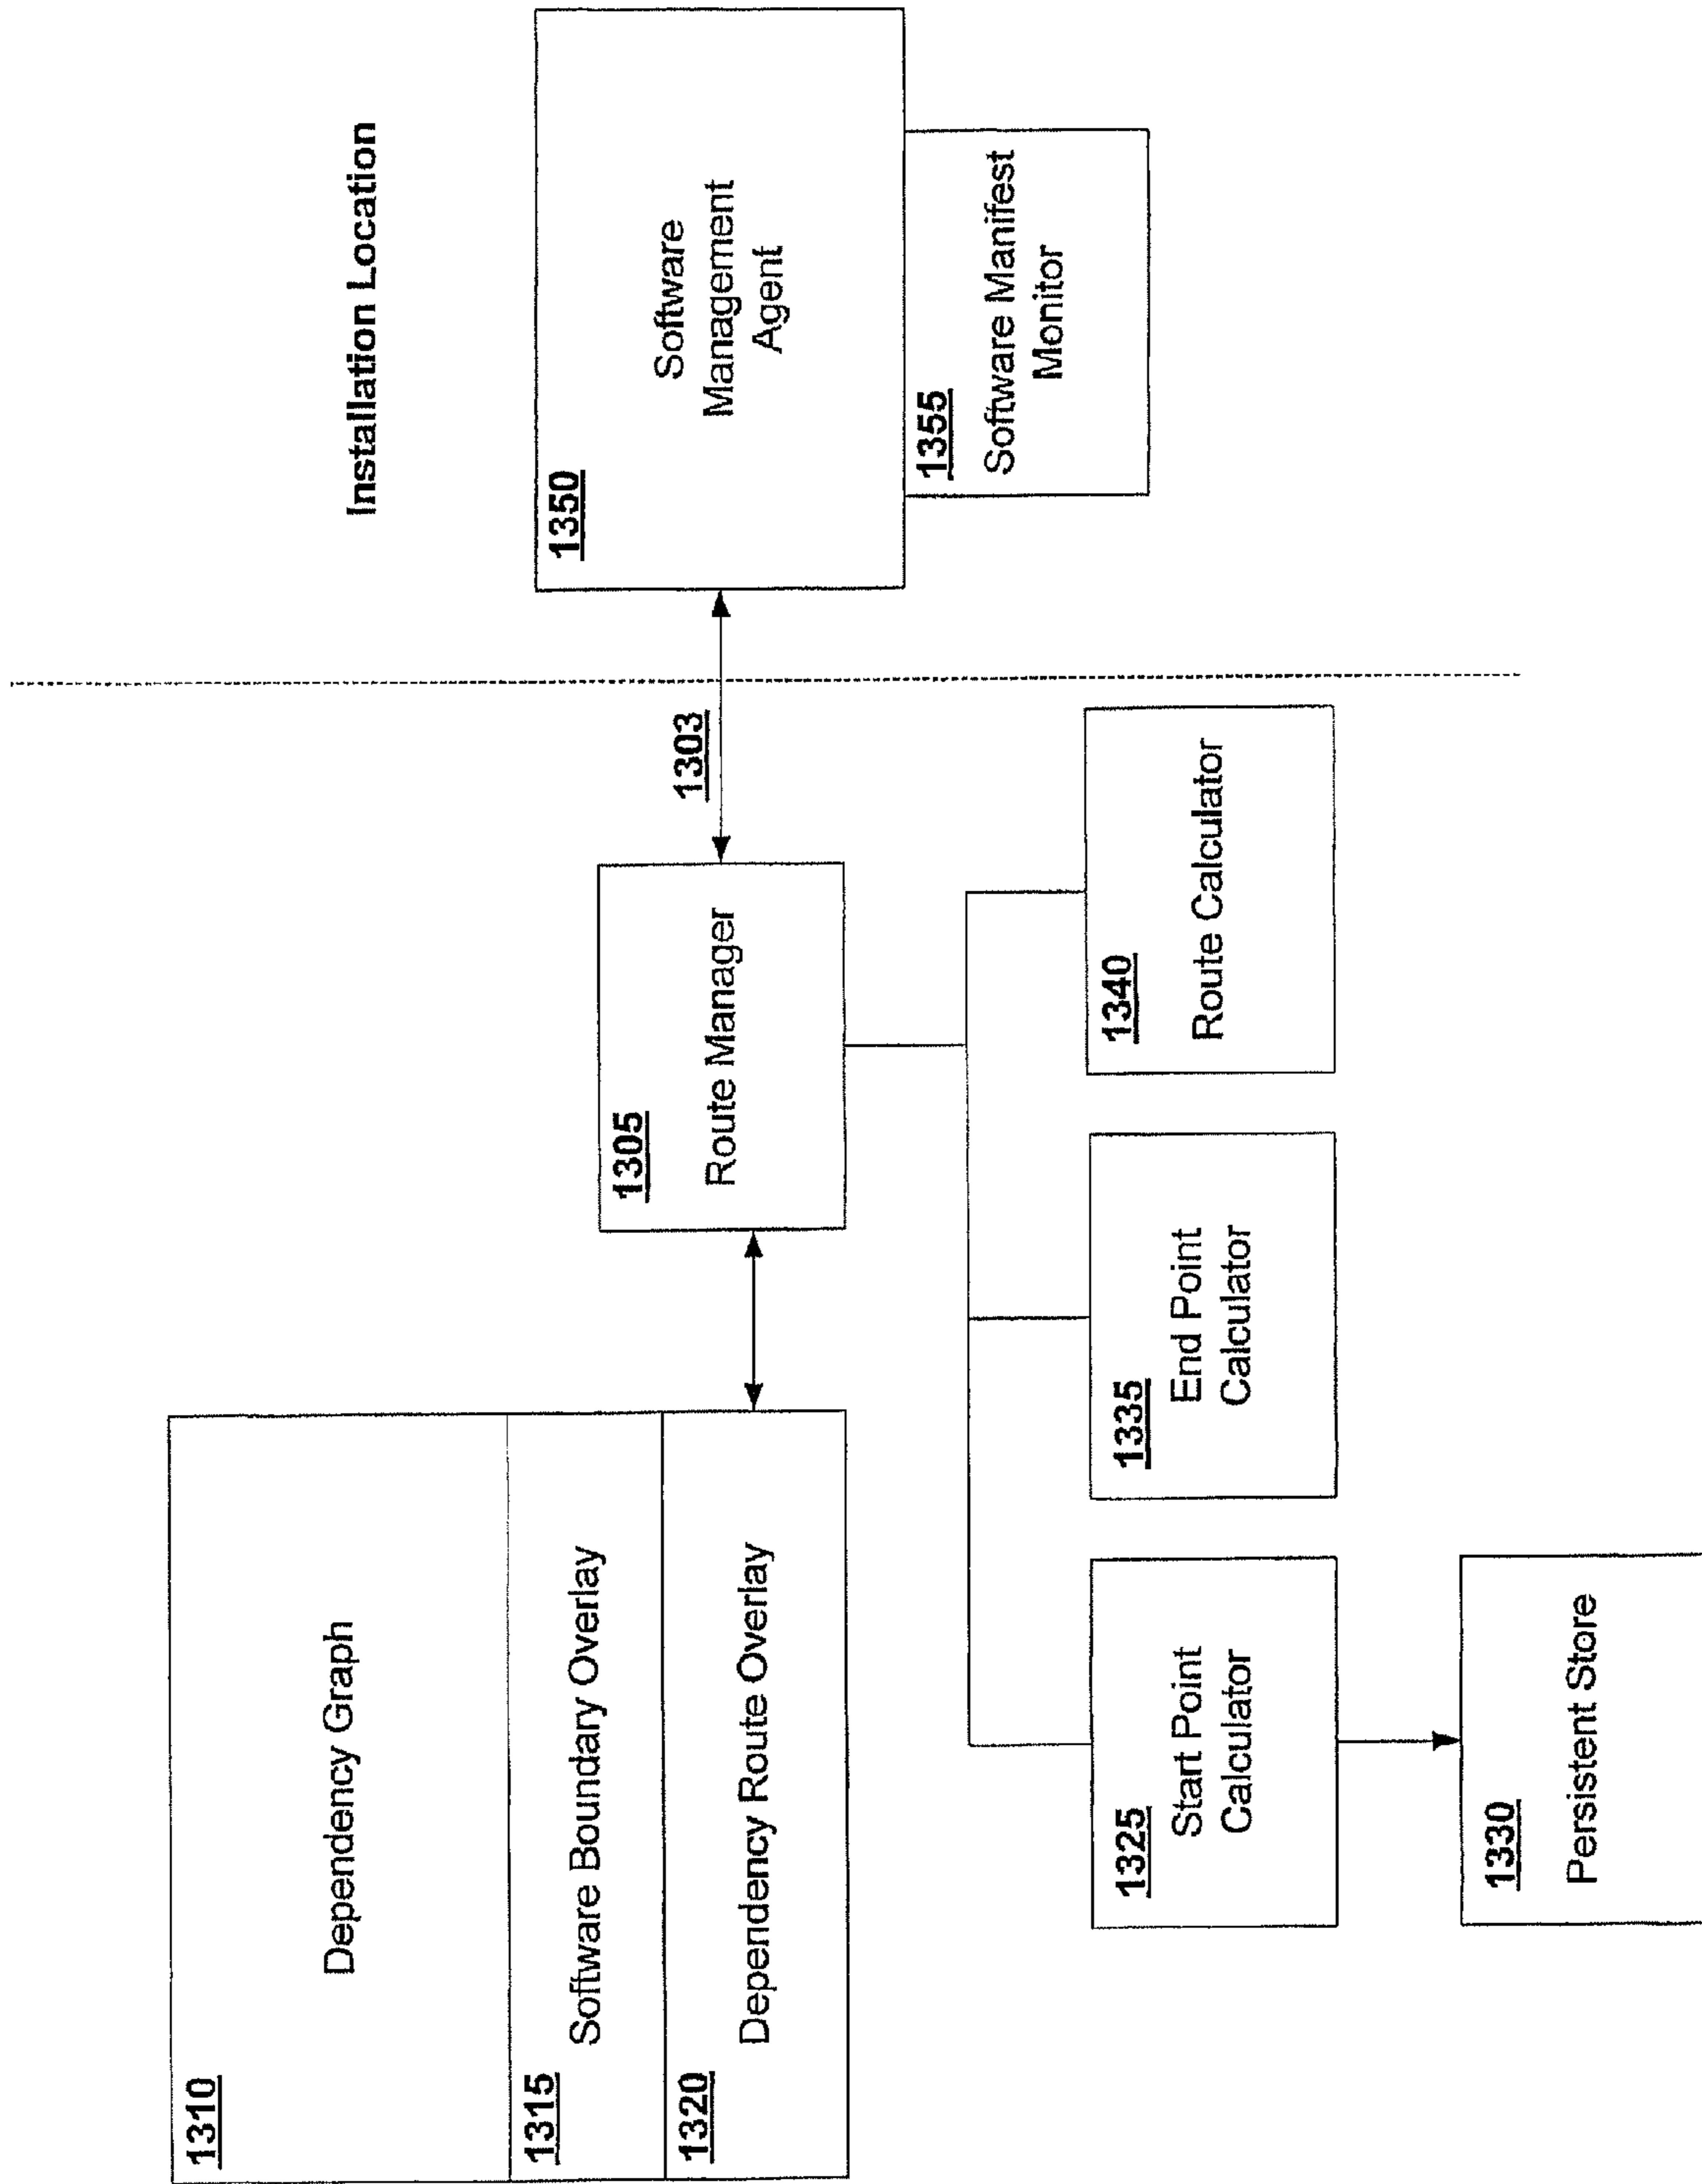 Installation Location
1310
Dependency Graph
1315
Software Boundary Overlay
1320
Dependency Route Overlay
1305
Route Manager
1303
1350
Software
Management
Agent
1355
Software Manifest
Monitor
1325
Start Point
Calculator
1335
End Point
Calculator
1340
Route Calculator
1330
Persistent Store